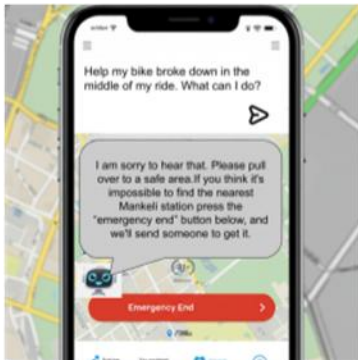 Help my bike broke down in the
middle of my ride. What can I do?
I am sorry to hear that. Please pull
over to a safe area.If you think it's
impossible to find the nearest
Mankeli station press the
"emergency end" button below, and
we'll send someone to get it.
Emergency End